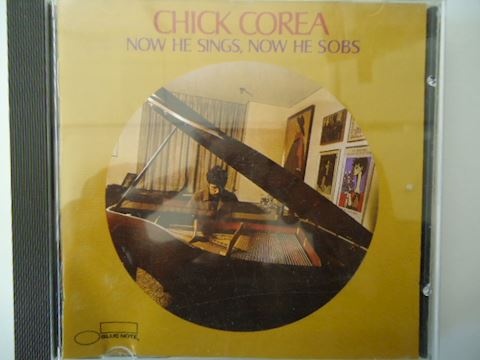 CHICK COREA
NOW HE SINGS, NOW HE SOBS
BLUE NOTE